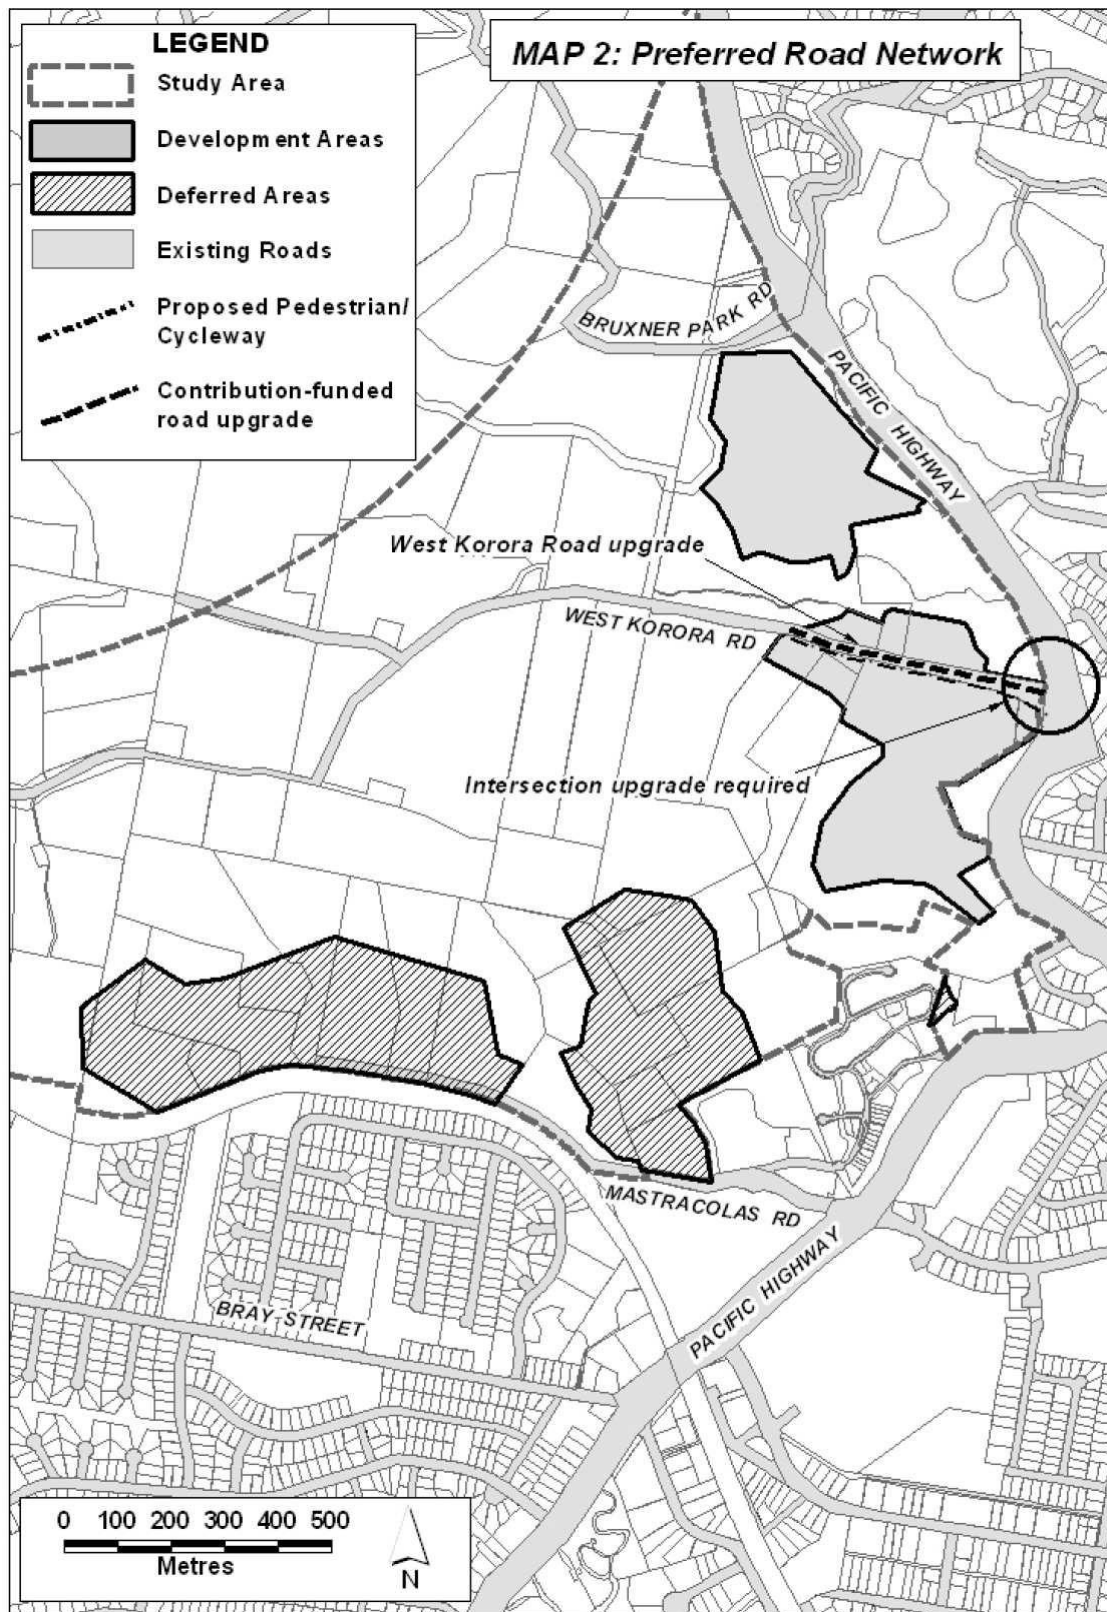 LEGEND
Study Area
Development Areas
Deferred Areas
Existing Roads
Proposed Pedestrian/
Cycleway
Contribution-funded
road upgrade
MAP 2: Preferred Road Network
BRUXNER PARK RD
PACIFIC HIGHWAY
West Korora Road upgrade
WEST KORORA RD
Intersection upgrade required
MASTRACOLAS RD
PACIFIC HIGHWAY
BRAY STREET
0 100 200 300 400 500
Metres
N